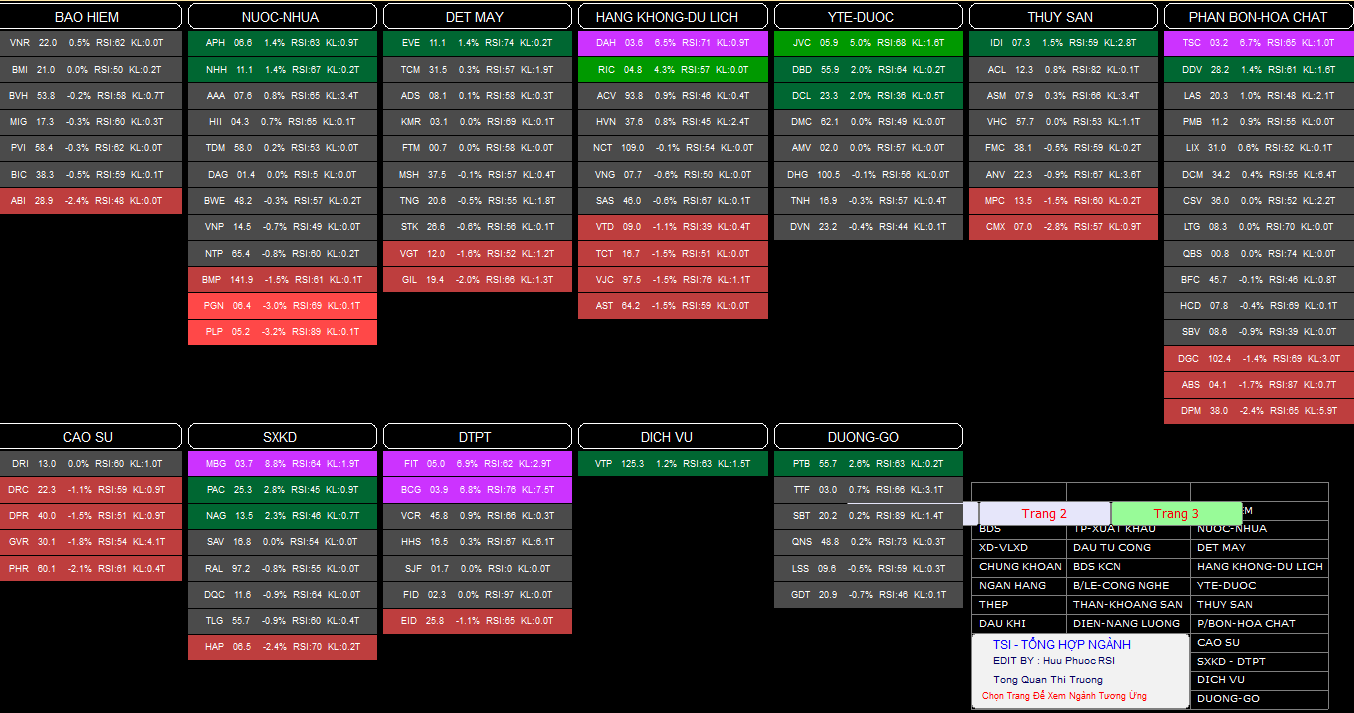 BAO HIEM
VNR 22.0 0.5% RSI:62 KL:0.0T
BMI 21.0 0.0% RSI:50 KL:0.2T
BVH 53.8 -0.2% RSI:58 KL:0.7T
MIG 17.3 -0.3% RSI:60 KL:0.3T
PVI 58.4 -0.3% RSI:62 KL:0.0T
BIC 38.3 -0.5% RSI:59 KL:0.1T
ABI 28.9 -2.4% RSI:48 KL:0.0T
NUOC-NHUA
APH 06.6 1.4% RSI:63 KL:0.9T
NHH 11.1 1.4% RSI:67 KL:0.2T
AAA 07.6 0.8% RSI:65 KL:3.4T
HII 04.3 0.7% RSI:65 KL:0.1T
TDM 58.0 0.2% RSI:53 KL:0.0T
DAG 01.4 0.0% RSI:5 KL:0.0T
BWE 48.2 -0.3% RSI:57 KL:0.2T
VNP 14.5 -0.7% RSI:49 KL:0.0T
NTP 65.4 -0.8% RSI:60 KL:0.2T
BMP 141.9 -1.5% RSI:61 KL:0.1T
PGN 06.4 -3.0% RSI:69 KL:0.1T
PLP 05.2 -3.2% RSI:89 KL:0.1T
DET MAY
EVE 11.1 1.4% RSI:74 KL:0.2T
TCM 31.5 0.3% RSI:57 KL:1.9T
ADS 08.1 0.1% RSI:58 KL:0.3T
KMR 03.1 0.0% RSI:69 KL:0.1T
FTM 00.7 0.0% RSI:58 KL:0.0T
MSH 37.5 -0.1% RSI:57 KL:0.4T
TNG 20.6 -0.5% RSI:55 KL:1.8T
STK 26.6 -0.6% RSI:56 KL:0.1T
VGT 12.0 -1.6% RSI:52 KL:1.2T
GIL 19.4 -2.0% RSI:66 KL:1.3T
HANG KHONG-DU LICH
DAH 03.6 6.5% RSI:71 KL:0.9T
RIC 04.8 4.3% RSI:57 KL:0.0T
ACV 93.8 0.9% RSI:46 KL:0.4T
HVN 37.6 0.8% RSI:45 KL:2.4T
NCT 109.0 -0.1% RSI:54 KL:0.0T
VNG 07.7 -0.6% RSI:50 KL:0.0T
SAS 46.0 -0.6% RSI:67 KL:0.1T
VTD 09.0 -1.1% RSI:39 KL:0.4T
TCT 16.7 -1.5% RSI:51 KL:0.0T
VJC 97.5 -1.5% RSI:76 KL:1.1T
AST 64.2 -1.5% RSI:59 KL:0.0T
YTE-DUOC
JVC 05.9 5.0% RSI:68 KL:1.6T
DBD 55.9 2.0% RSI:64 KL:0.2T
DCL 23.3 2.0% RSI:36 KL:0.5T
DMC 62.1 0.0% RSI:49 KL:0.0T
AMV 02.0 0.0% RSI:57 KL:0.0T
DHG 100.5 -0.1% RSI:56 KL:0.0T
TNH 16.9 -0.3% RSI:57 KL:0.4T
DVN 23.2 -0.4% RSI:44 KL:0.1T
THUY SAN
IDI 07.3 1.5% RSI:59 KL:2.8T
ACL 12.3 0.8% RSI:82 KL:0.1T
ASM 07.9 0.3% RSI:66 KL:3.4T
VHC 57.7 0.0% RSI:53 KL:1.1T
FMC 38.1 -0.5% RSI:59 KL:0.2T
ANV 22.3 -0.9% RSI:67 KL:3.6T
MPC 13.5 -1.5% RSI:60 KL:0.2T
CMX 07.0 -2.8% RSI:57 KL:0.9T
PHAN BON-HOA CHAT
TSC 03.2 6.7% RSI:65 KL:1.0T
DDV 28.2 1.4% RSI:61 KL:1.6T
LAS 20.3 1.0% RSI:48 KL:2.1T
PMB 11.2 0.9% RSI:55 KL:0.0T
LIX 31.0 0.6% RSI:52 KL:0.1T
DCM 34.2 0.4% RSI:55 KL:6.4T
CSV 36.0 0.0% RSI:52 KL:2.2T
LTG 08.3 0.0% RSI:70 KL:0.0T
QBS 00.8 0.0% RSI:74 KL:0.0T
BFC 45.7 -0.1% RSI:46 KL:0.8T
HCD 07.8 -0.4% RSI:69 KL:0.1T
SBV 08.6 -0.9% RSI:39 KL:0.0T
DGC 102.4 -1.4% RSI:69 KL:3.0T
ABS 04.1 -1.7% RSI:87 KL:0.7T
DPM 38.0 -2.4% RSI:65 KL:5.9T
CAO SU
DRI 13.0 0.0% RSI:60 KL:1.0T
DRC 22.3 -1.1% RSI:59 KL:0.9T
DPR 40.0 -1.5% RSI:51 KL:0.9T
GVR 30.1 -1.8% RSI:54 KL:4.1T
PHR 60.1 -2.1% RSI:61 KL:0.4T
SXKD
MBG 03.7 8.8% RSI:64 KL:1.9T
PAC 25.3 2.8% RSI:45 KL:0.9T
NAG 13.5 2.3% RSI:46 KL:0.7T
SAV 16.8 0.0% RSI:54 KL:0.0T
RAL 97.2 -0.8% RSI:55 KL:0.0T
DQC 11.6 -0.9% RSI:64 KL:0.0T
TLG 55.7 -0.9% RSI:60 KL:0.4T
HAP 06.5 -2.4% RSI:70 KL:0.2T
DTPT
FIT 05.0 6.9% RSI:62 KL:2.9T
BCG 03.9 6.8% RSI:76 KL:7.5T
VCR 45.8 0.9% RSI:66 KL:0.3T
HHS 16.5 0.3% RSI:67 KL:6.1T
SJF 01.7 0.0% RSI:0 KL:0.0T
FID 02.3 0.0% RSI:97 KL:0.0T
EID 25.8 -1.1% RSI:65 KL:0.0T
DICH VU
VTP 125.3 1.2% RSI:63 KL:1.5T
DUONG-GO
PTB 55.7 2.6% RSI:63 KL:0.2T
TTF 03.0 0.7% RSI:66 KL:3.1T
SBT 20.2 0.2% RSI:89 KL:1.4T
QNS 48.8 0.2% RSI:73 KL:0.3T
LSS 09.6 -0.5% RSI:59 KL:0.3T
GDT 20.9 -0.7% RSI:46 KL:0.1T
Trang 2 Trang 3 EM
BDS TP-XUAT KHAU NUOC-NHUA
XD-VLXD DAU TU CONG DET MAY
CHUNG KHOAN BDS KCN HANG KHONG-DU LICH
NGAN HANG B/LE-CONG NGHE YTE-DUOC
THEP THAN-KHOANG SAN THUY SAN
DAU KHI DIEN-NANG LUONG P/BON-HOA CHAT
CAO SU
SXKD - DTPT
DICH VU
DUONG-GO
TSI - TỔNG HỢP NGÀNH
EDIT BY : Huu Phuoc RSI
Tong Quan Thi Truong
Chọn Trang Để Xem Ngành Tương Ứng